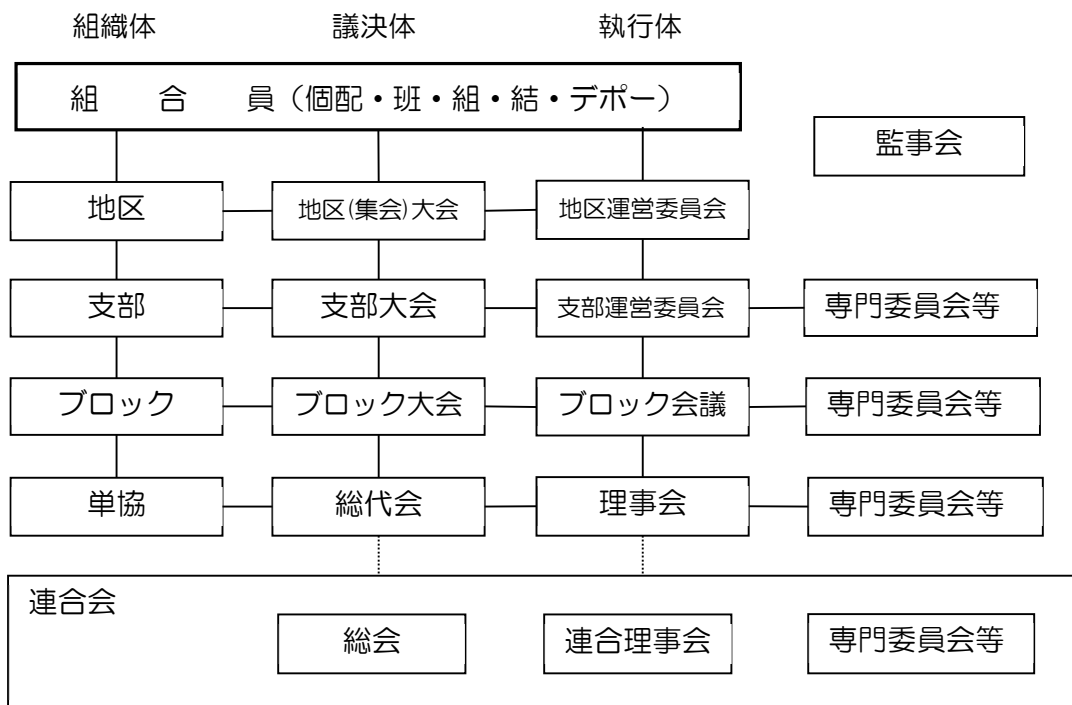 組織体 議決体 執行体
組 合 員（個配・班・組・結・デポー）
監事会
地区 地区(集会)大会 地区運営委員会
支部 支部大会 支部運営委員会 専門委員会等
ブロック ブロック大会 ブロック会議 専門委員会等
単協 総代会 理事会 専門委員会等
連合会
総会 連合理事会 専門委員会等